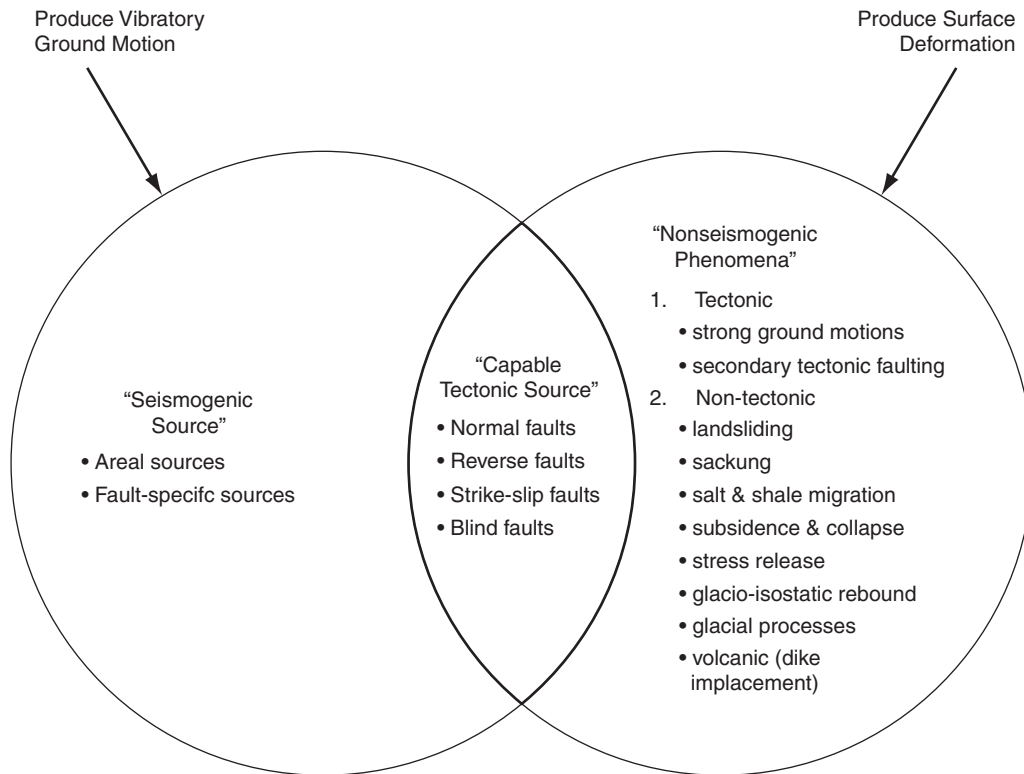 Produce Vibratory
Ground Motion
Produce Surface
Deformation
“Seismogenic
Source”
• Areal sources
• Fault-specifc sources
“Capable
Tectonic Source”
• Normal faults
• Reverse faults
• Strike-slip faults
• Blind faults
“Nonseismogenic
Phenomena”
1. Tectonic
• strong ground motions
• secondary tectonic faulting
2. Non-tectonic
• landsliding
• sackung
• salt & shale migration
• subsidence & collapse
• stress release
• glacio-isostatic rebound
• glacial processes
• volcanic (dike
implacement)